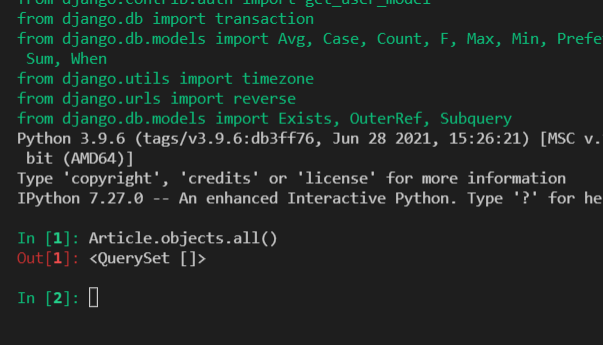 from django.contrib.auth import get_user_model
from django.db import transaction
from django.db.models import Avg, Case, Count, F, Max, Min, Prefe
Sum, When
from django.utils import timezone
from django.urls import reverse
from django.db.models import Exists, OuterRef, Subquery
Python 3.9.6 (tags/v3.9.6:db3ff76, Jun 28 2021, 15:26:21) [MSC v.
bit (AMD64)]
Type 'copyright', 'credits' or 'license' for more information
IPython 7.27.0 -- An enhanced Interactive Python. Type '?' for he
In [1]: Article.objects.all()
Out[1]: <QuerySet []>
In [2]: